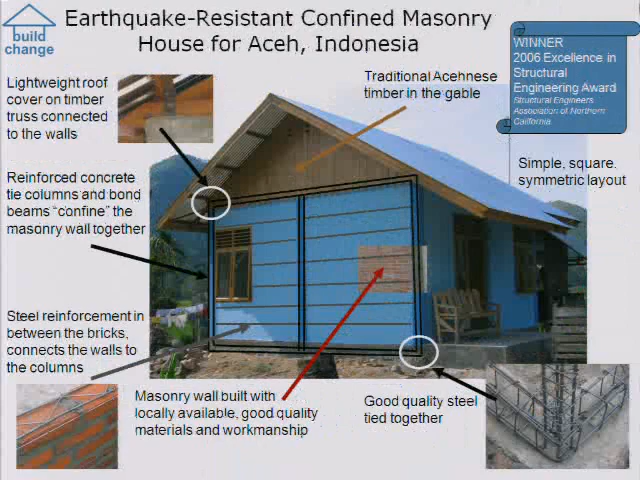 Earthquake-Resistant Confined Masonry
House for Aceh, Indonesia
build
change
WINNER
2006 Excellence in
Structural
Engineering Award
Structural Engineers
Association of Northern
California
Lightweight roof
cover on timber
truss connected
to the walls
Traditional Acehnese
timber in the gable
Simple, square.
symmetric layout
Reinforced concrete
tie columns and bond
beams "confine" the
masonry wall together
Steel reinforcement in
between the bricks,
connects the walls to
the columns
Masonry wall built with
locally available, good quality
materials and workmanship
Good quality steel
tied together